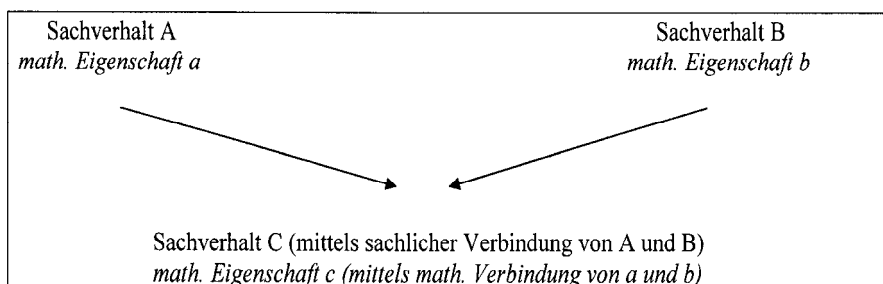 Sachverhalt A
math. Eigenschaft a
Sachverhalt B
math. Eigenschaft b
Sachverhalt C (mittels sachlicher Verbindung von A und B)
math. Eigenschaft c (mittels math. Verbindung von a und b)